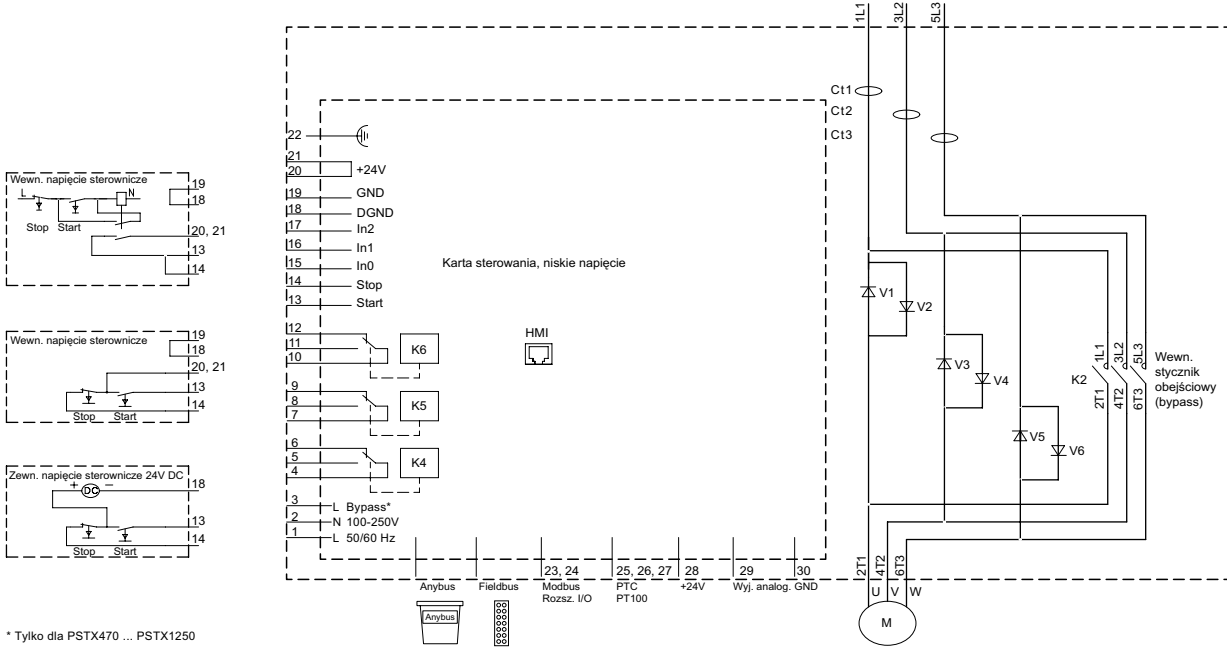 1L1
3L2
5L3
Ct1
Ct2
Ct3
Wewn. napięcie sterownicze
L
N
Stop
Start
19
18
20, 21
13
14
Wewn. napięcie sterownicze
19
18
20, 21
13
14
Stop
Start
Zewn. napięcie sterownicze 24V DC
+
DC
–
18
13
14
Stop
Start
22
21
20
+24V
19
GND
18
DGND
17
In2
16
In1
15
In0
14
Stop
13
Start
Karta sterowania, niskie napięcie
HMI
12
11
10
K6
9
8
7
K5
6
5
4
K4
3
L Bypass*
2
N 100-250V
1
L 50/60 Hz
V1
V2
V3
V4
V5
V6
K2
1L1
3L2
5L3
2T1
4T2
6T3
Wewn.
stycznik
obejściowy
(bypass)
Anybus
Fieldbus
23, 24
Modbus
Rozsz. I/O
25, 26, 27
PTC
PT100
28
+24V
29
Wyj. analog.
30
GND
Anybus
2T1
4T2
6T3
U
V
W
M
* Tylko dla PSTX470 ... PSTX1250